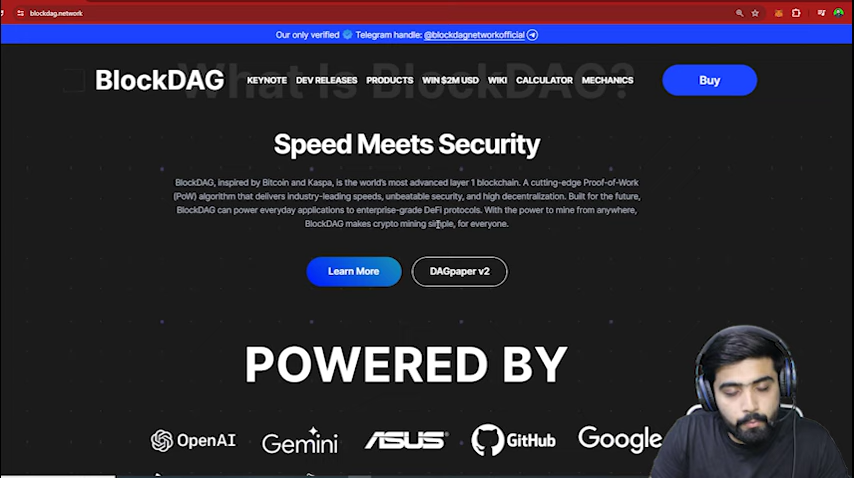 blockdag.network
Our only verified Telegram handle: @blockdagnetworkofficial
What Is BlockDAG?
BlockDAG KEYNOTE DEV RELEASES PRODUCTS WIN $2M USD WIKI CALCULATOR MECHANICS Buy
Speed Meets Security
BlockDAG, inspired by Bitcoin and Kaspa, is the world's most advanced layer 1 blockchain. A cutting-edge Proof-of-Work
(PoW) algorithm that delivers industry-leading speeds, unbeatable security, and high decentralization. Built for the future,
BlockDAG can power everyday applications to enterprise-grade DeFi protocols. With the power to mine from anywhere,
BlockDAG makes crypto mining simple, for everyone.
Learn More DAGpaper v2
POWERED BY
OpenAI Gemini ASUS GitHub Google